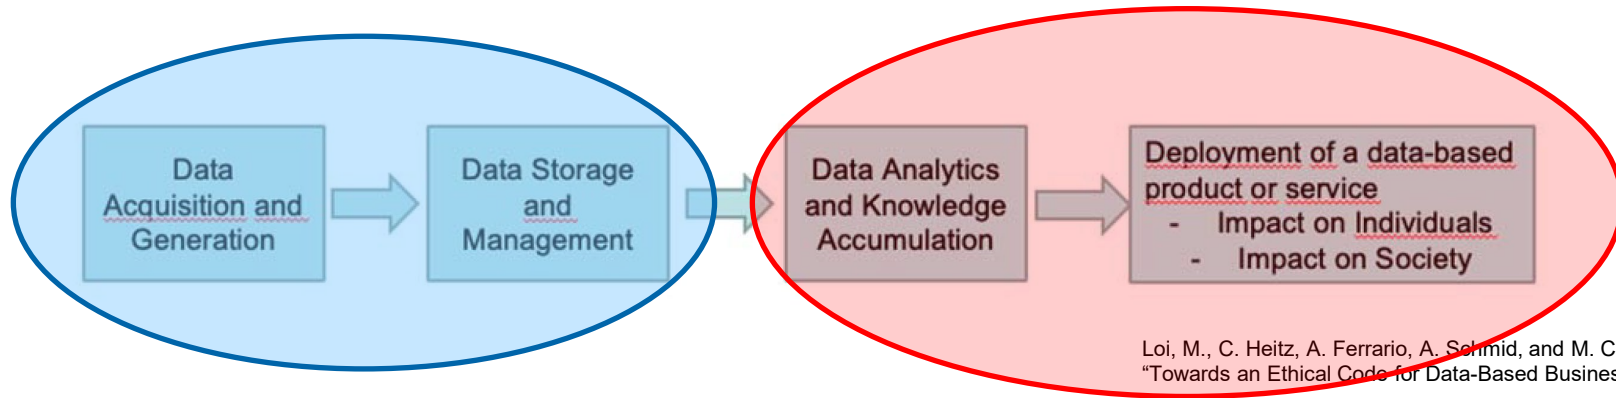 Data
Acquisition and
Generation
Data Storage
and
Management
Data Analytics
and Knowledge
Accumulation
Deployment of a data-based
product or service
- Impact on Individuals
- Impact on Society
Loi, M., C. Heitz, A. Ferrario, A. Schmid, and M. C
“Towards an Ethical Code for Data-Based Busines